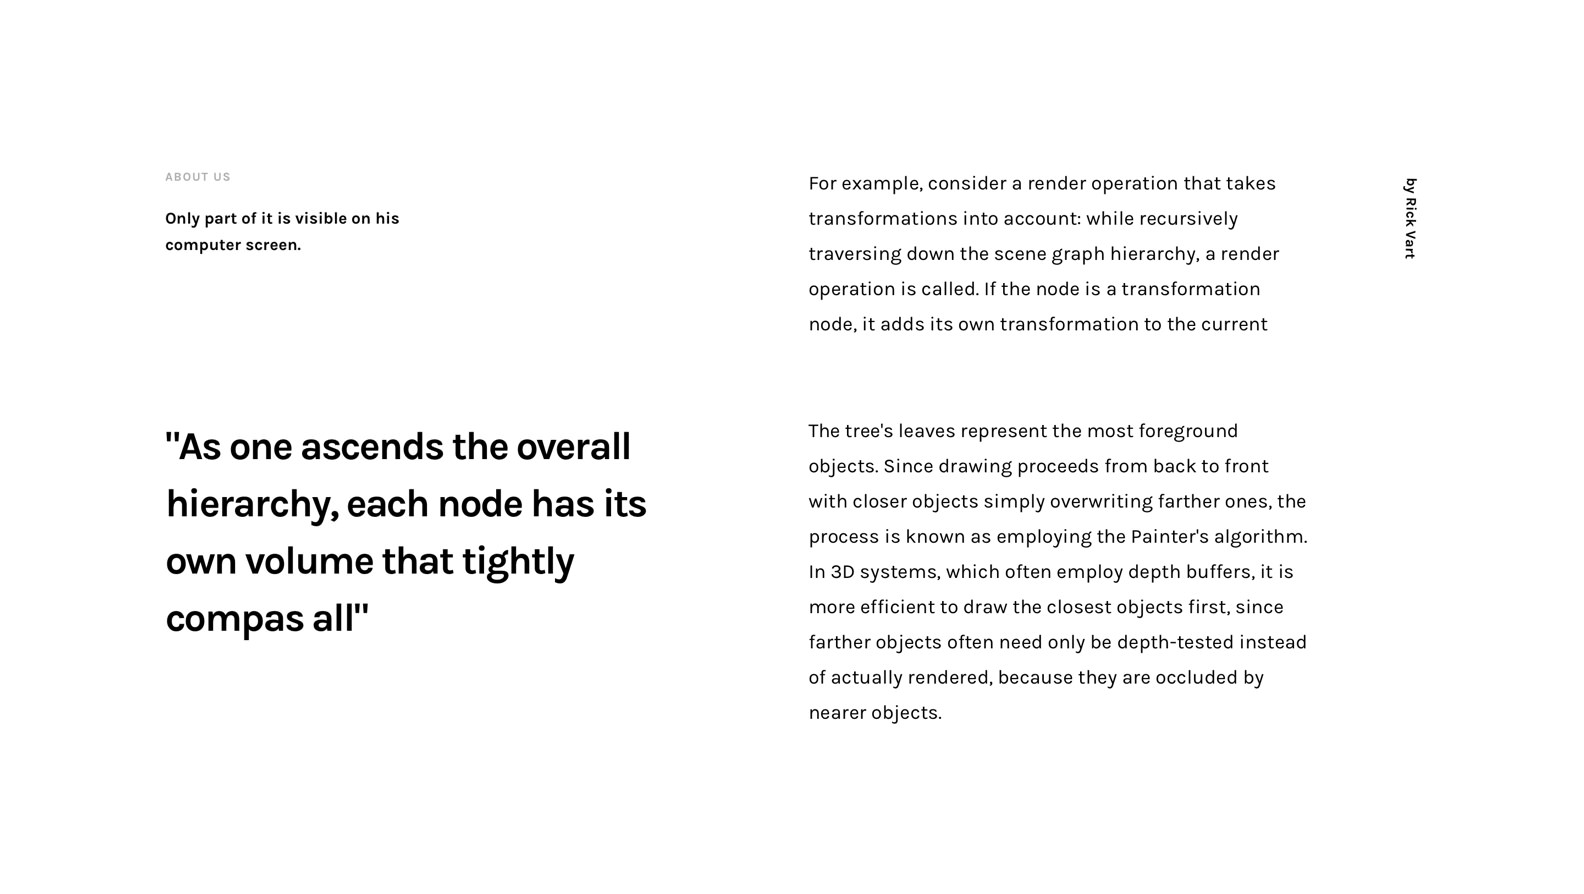 ABOUT US
Only part of it is visible on his
computer screen.
"As one ascends the overall
hierarchy, each node has its
own volume that tightly
compas all"
For example, consider a render operation that takes
transformations into account: while recursively
traversing down the scene graph hierarchy, a render
operation is called. If the node is a transformation
node, it adds its own transformation to the current
The tree's leaves represent the most foreground
objects. Since drawing proceeds from back to front
with closer objects simply overwriting farther ones, the
process is known as employing the Painter's algorithm.
In 3D systems, which often employ depth buffers, it is
more efficient to draw the closest objects first, since
farther objects often need only be depth-tested instead
of actually rendered, because they are occluded by
nearer objects.
by Rick Vart